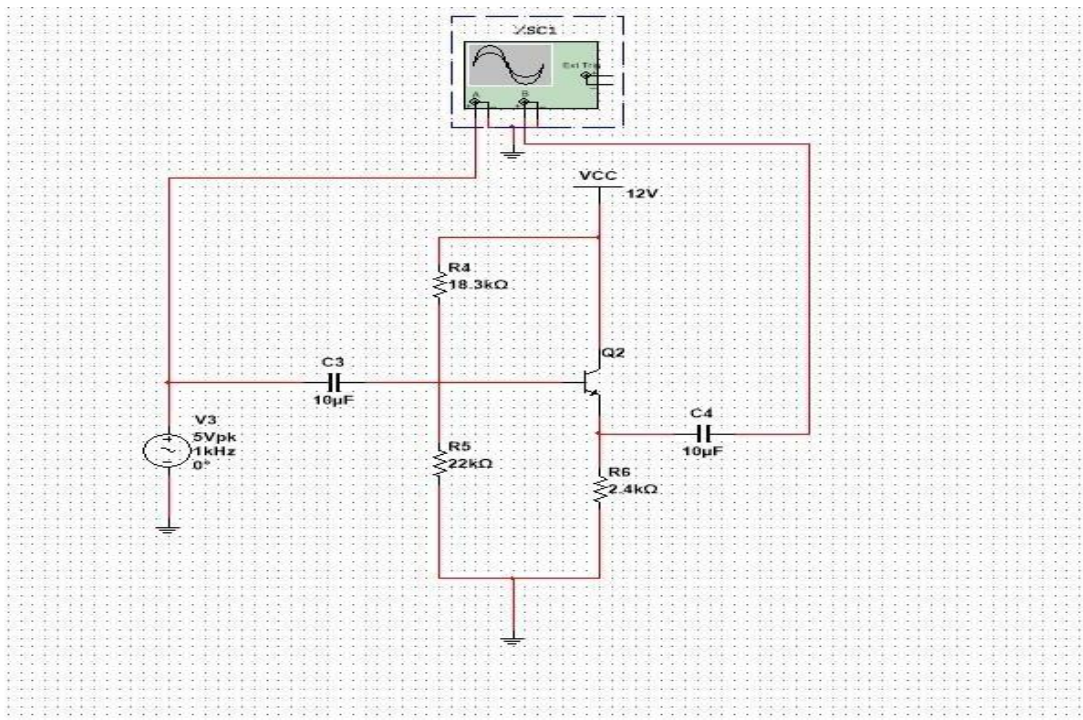 XSC1
Ext Trig
A
B
VCC
12V
R4
18.3kΩ
Q2
C3
10µF
V3
5Vpk
1kHz
0°
R5
22kΩ
C4
10µF
R6
2.4kΩ